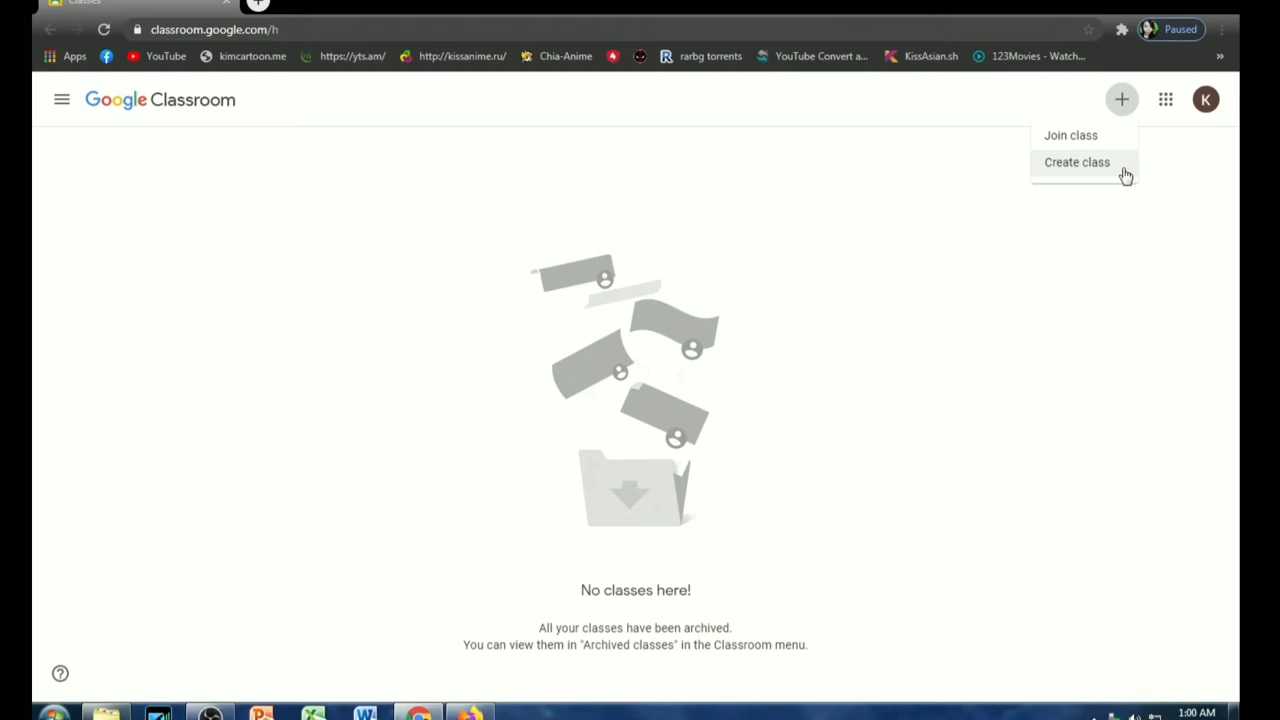 Classes
classroom.google.com/h
Paused
Apps
YouTube
kimcartoon.me
https://yts.am/
http://kissanime.ru/
Chia-Anime
rarbg torrents
YouTube Convert a...
KissAsian.sh
123Movies - Watch...
»
Google Classroom
K
Join class
Create class
No classes here!
All your classes have been archived.
You can view them in "Archived classes" in the Classroom menu.
1:00 AM